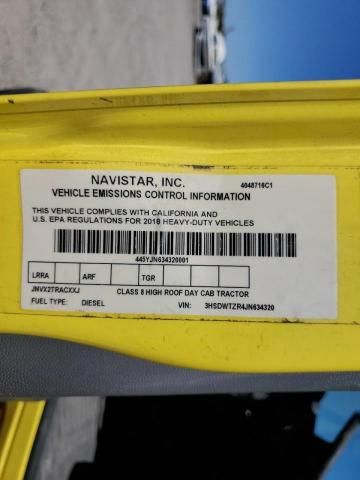 NAVISTAR, INC.
4048716C1
VEHICLE EMISSIONS CONTROL INFORMATION
THIS VEHICLE COMPLIES WITH CALIFORNIA AND
U.S. EPA REGULATIONS FOR 2018 HEAVY-DUTY VEHICLES
445YJN634320001
LRRA ARF TGR
JNVX2TRACXXJ CLASS 8 HIGH ROOF DAY CAB TRACTOR
FUEL TYPE: DIESEL VIN: 3HSDWTZR4JN634320